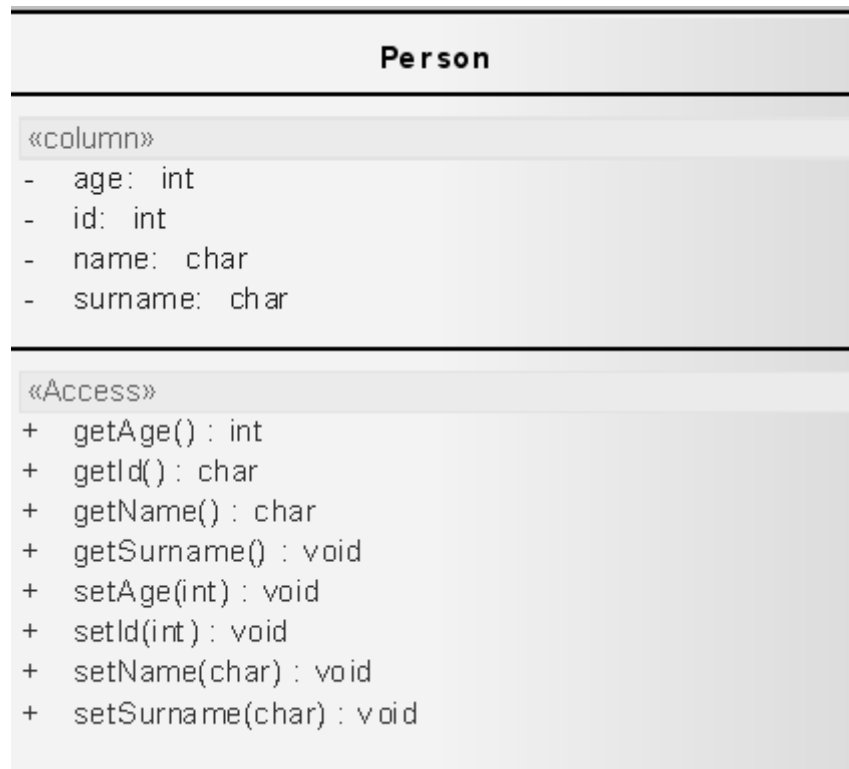 Person
«column»
- age: int
- id: int
- name: char
- surname: char
«Access»
+ getAge() : int
+ getId() : char
+ getName() : char
+ getSurname() : void
+ setAge(int) : void
+ setId(int) : void
+ setName(char) : void
+ setSurname(char) : void